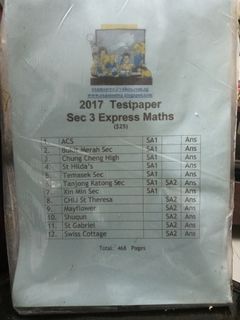 2017 Testpaper
Sec 3 Express Maths
($25)
1. ACS SA1 Ans
2. Bukit Merah Sec SA1 Ans
3. Chung Cheng High SA1 Ans
4. St Hilda's SA1 Ans
5. Temasek Sec SA1 Ans
6. Tanjong Katong Sec SA1 SA2 Ans
7. Xin Min Sec SA1 Ans
8. CHIJ St Theresa SA2 Ans
9. Mayflower SA2 Ans
10. Shuqun SA2 Ans
11. St Gabriel SA2 Ans
12. Swiss Cottage SA2 Ans
Total: 468 Pages